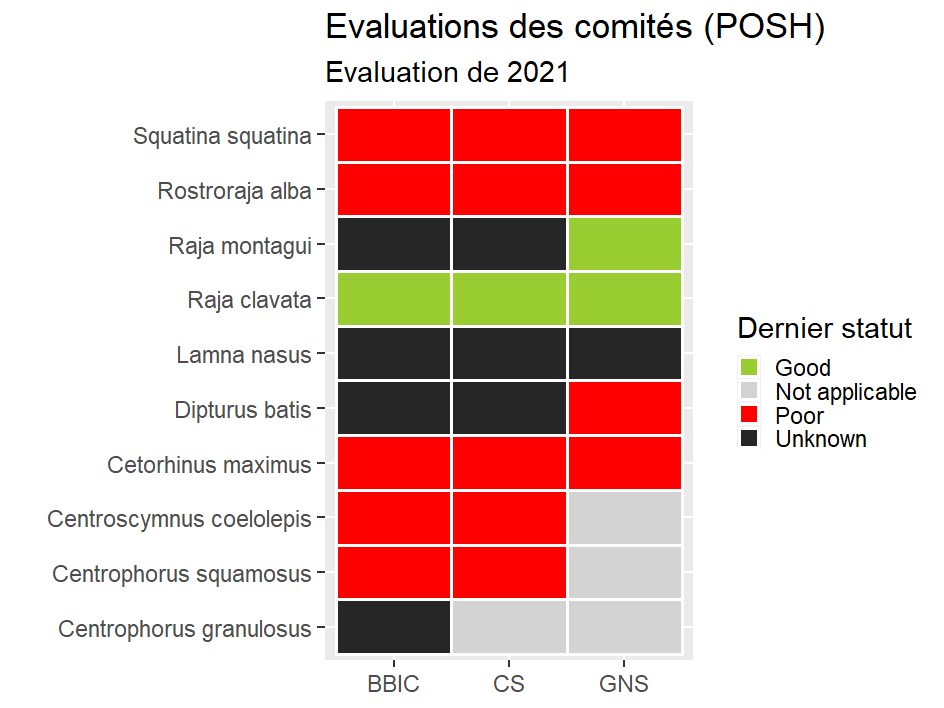 Evaluations des comités (POSH)
Evaluation de 2021
Squatina squatina
Rostroraja alba
Raja montagui
Raja clavata
Lamna nasus
Dipturus batis
Cetorhinus maximus
Centroscymnus coelolepis
Centrophorus squamosus
Centrophorus granulosus
BBIC CS GNS
Dernier statut
Good
Not applicable
Poor
Unknown